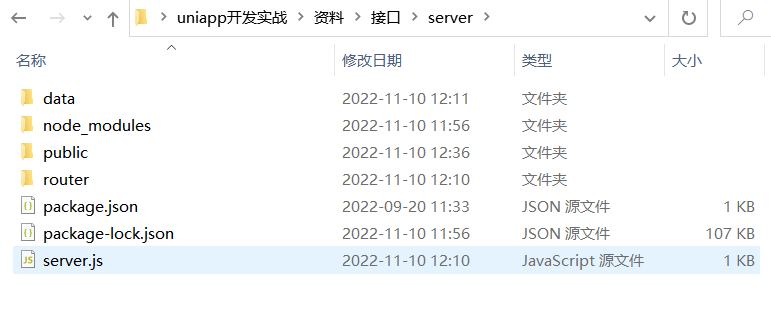 uniapp开发实战 资料 接口 server
名称 修改日期 类型 大小
data 2022-11-10 12:11 文件夹
node_modules 2022-11-10 11:56 文件夹
public 2022-11-10 12:36 文件夹
router 2022-11-10 12:10 文件夹
package.json 2022-09-20 11:33 JSON 源文件 1 KB
package-lock.json 2022-11-10 11:56 JSON 源文件 107 KB
JS server.js 2022-11-10 12:10 JavaScript 源文件 1 KB